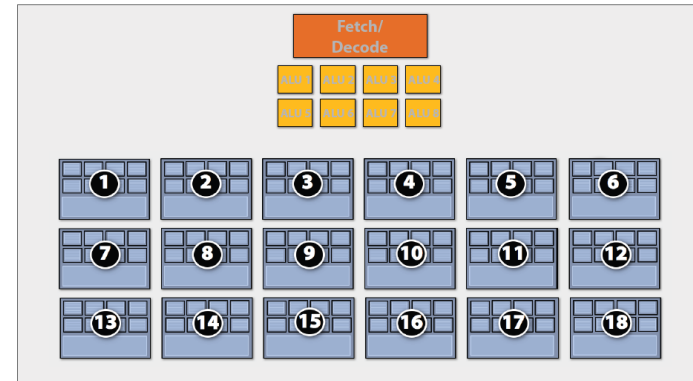 Fetch/
Decode
ALU 1 ALU 2 ALU 3 ALU 4
ALU 5 ALU 6 ALU 7 ALU 8
1 2 3 4 5 6
7 8 9 10 11 12
13 14 15 16 17 18